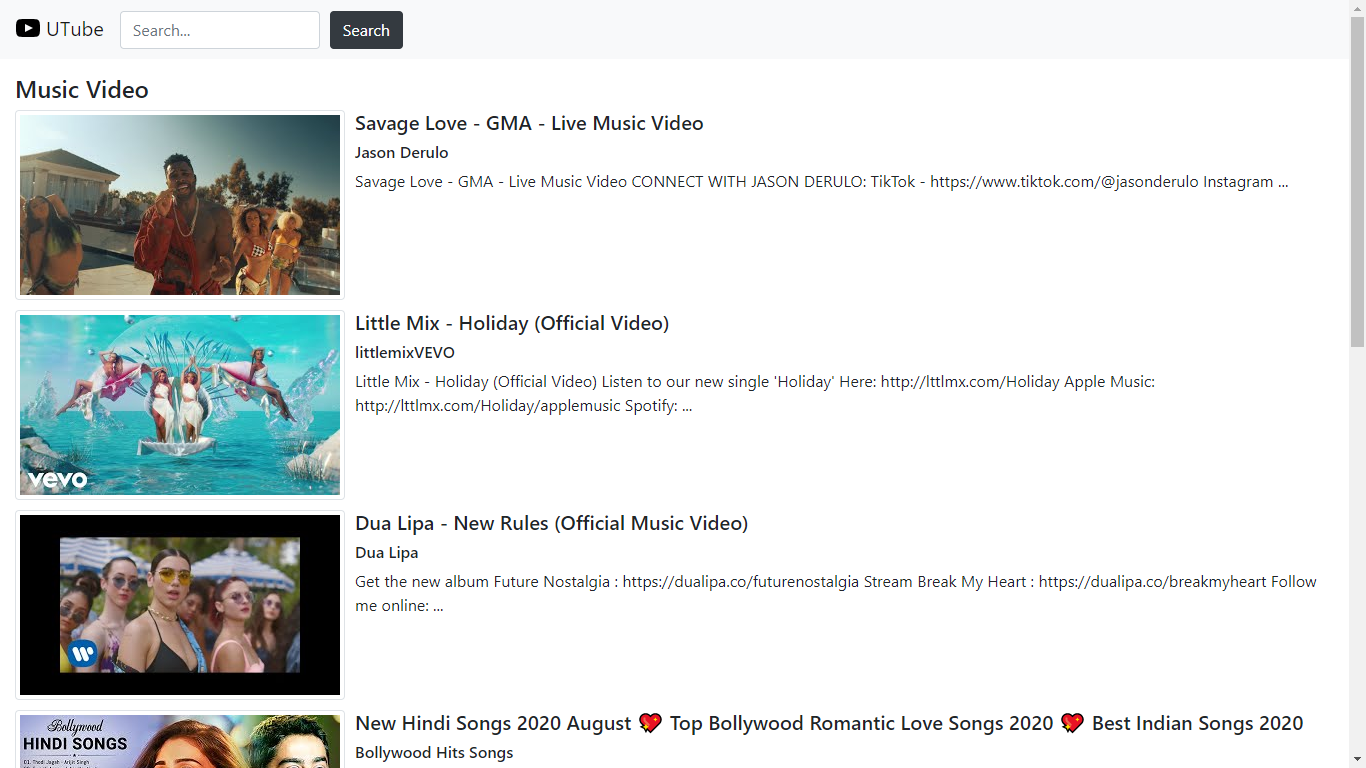 UTube
Search...
Search
Music Video
Savage Love - GMA - Live Music Video
Jason Derulo
Savage Love - GMA - Live Music Video CONNECT WITH JASON DERULO: TikTok - https://www.tiktok.com/@jasonderulo Instagram ...
Little Mix - Holiday (Official Video)
littlemixVEVO
Little Mix - Holiday (Official Video) Listen to our new single 'Holiday' Here: http://lttlmx.com/Holiday Apple Music:
http://lttlmx.com/Holiday/applemusic Spotify: ...
vevo
Dua Lipa - New Rules (Official Music Video)
Dua Lipa
Get the new album Future Nostalgia : https://dualipa.co/futurenostalgia Stream Break My Heart : https://dualipa.co/breakmyheart Follow
me online: ...
New Hindi Songs 2020 August 💖 Top Bollywood Romantic Love Songs 2020 💖 Best Indian Songs 2020
Bollywood Hits Songs
Bollywood
HINDI SONGS
01. Thodi Jagah - Arijit Singh